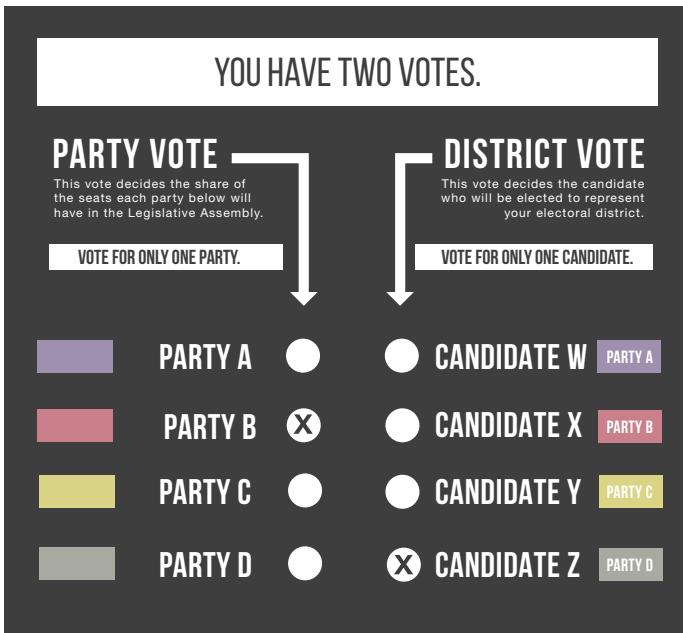 YOU HAVE TWO VOTES.
PARTY VOTE
This vote decides the share of
the seats each party below will
have in the Legislative Assembly.
VOTE FOR ONLY ONE PARTY.
DISTRICT VOTE
This vote decides the candidate
who will be elected to represent
your electoral district.
VOTE FOR ONLY ONE CANDIDATE.
PARTY A CANDIDATE W PARTY A
PARTY B X CANDIDATE X PARTY B
PARTY C CANDIDATE Y PARTY C
PARTY D X CANDIDATE Z PARTY D